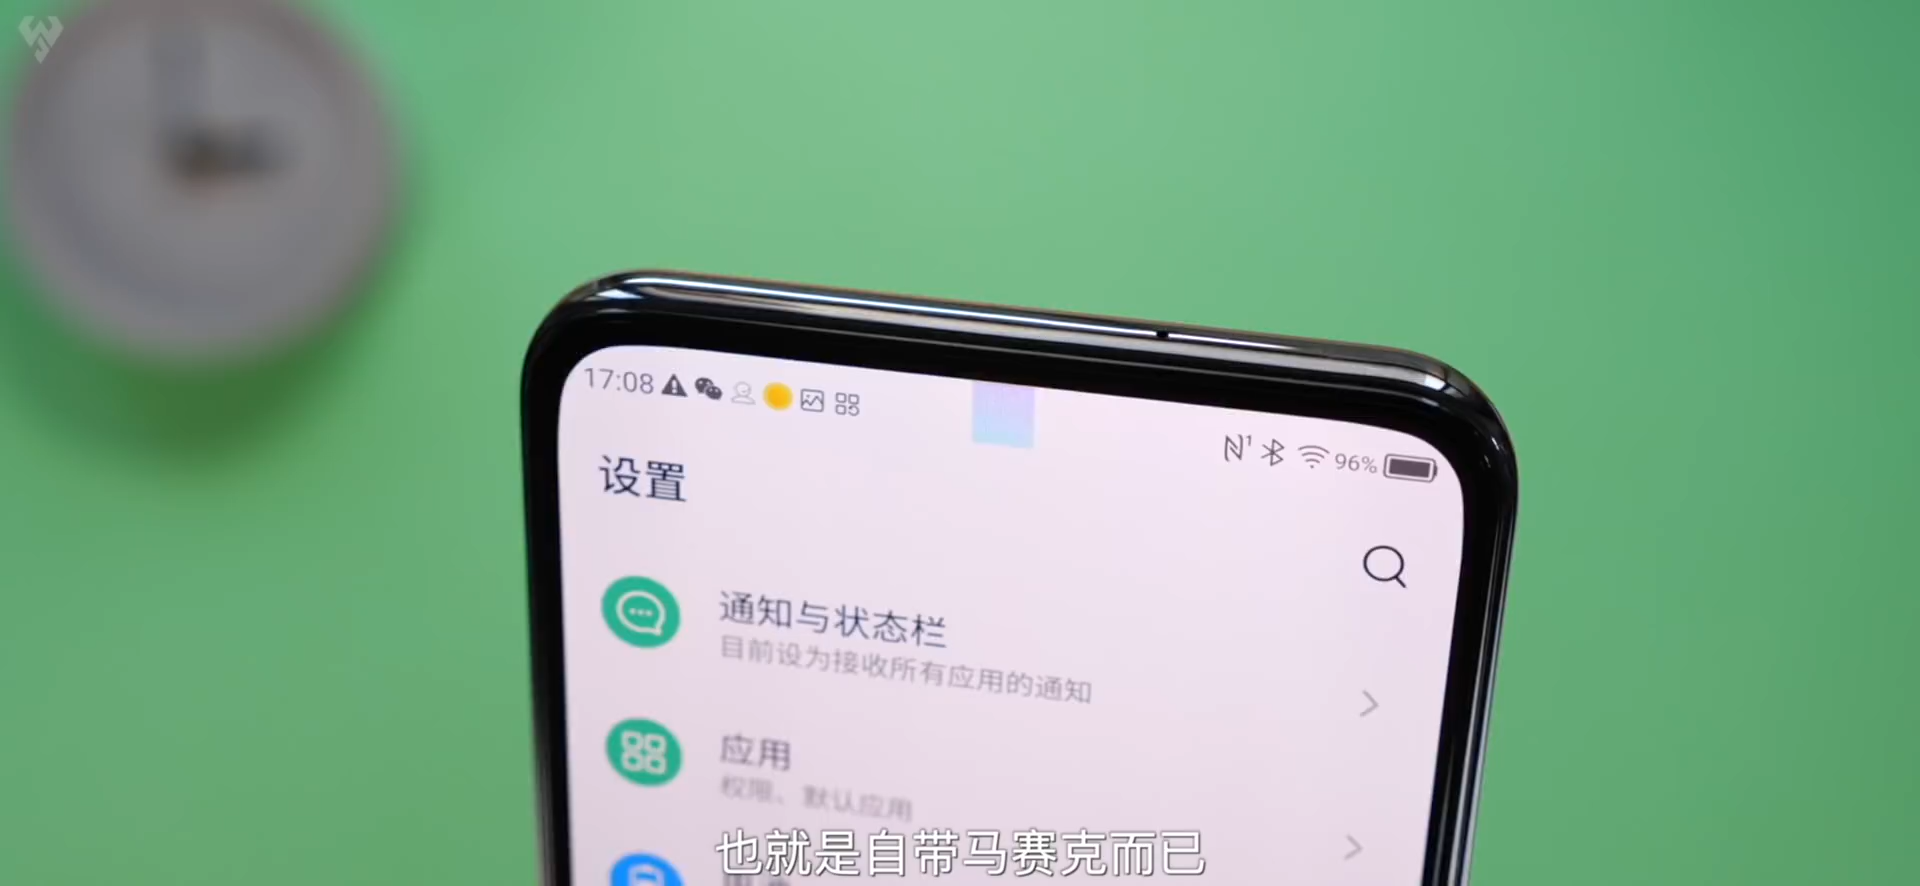 17:08
N¹ 96%
设置
通知与状态栏
目前设为接收所有应用的通知
应用
权限、默认应用
也就是自带马赛克而已